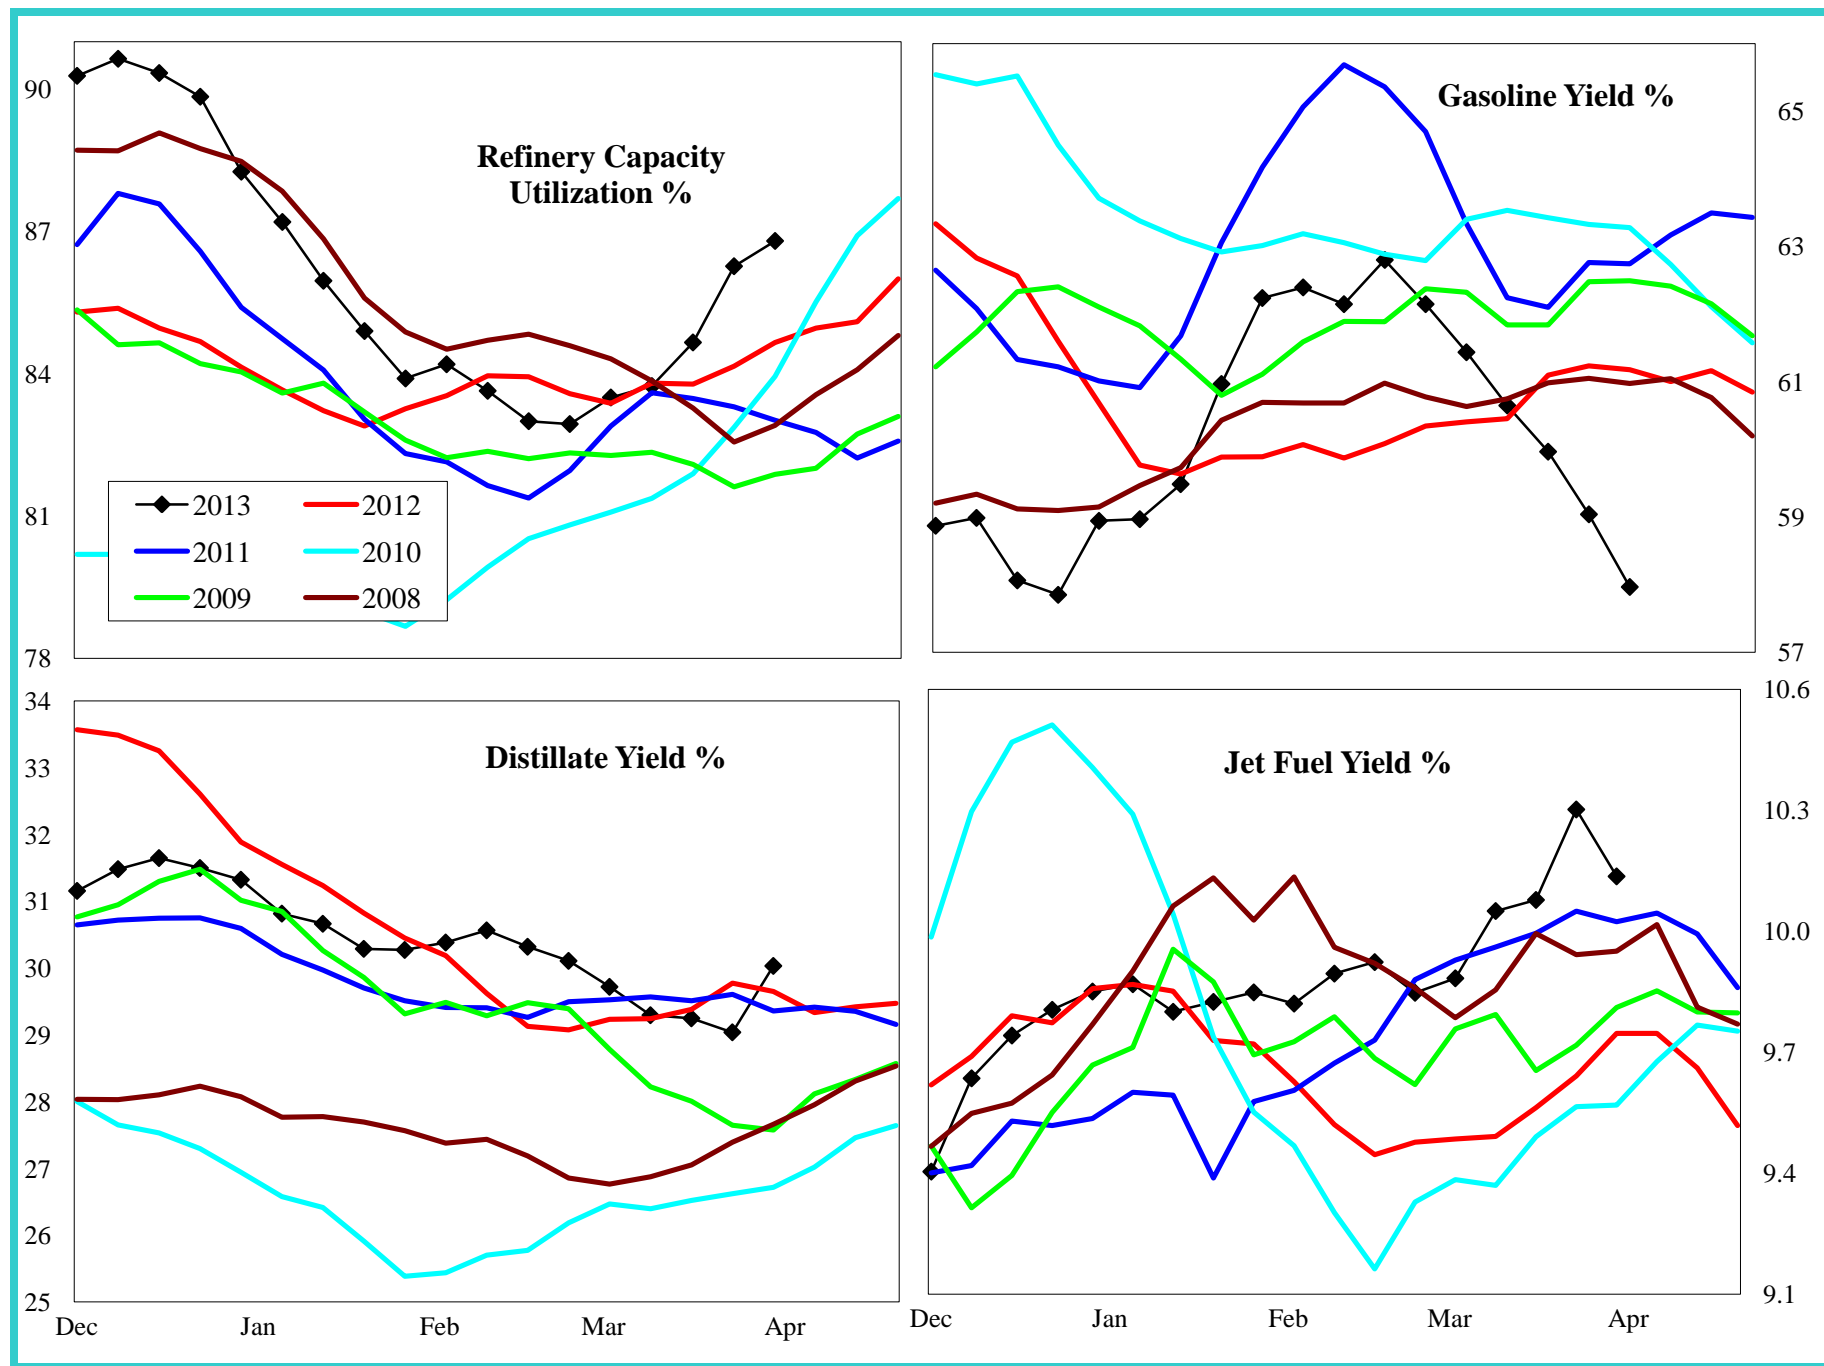 90
87
84
81
78
Refinery Capacity
Utilization %
2013
2012
2011
2010
2009
2008
Gasoline Yield %
65
63
61
59
57
34
33
32
31
30
29
28
27
26
25
Distillate Yield %
Dec
Jan
Feb
Mar
Apr
Jet Fuel Yield %
10.6
10.3
10.0
9.7
9.4
9.1
Dec
Jan
Feb
Mar
Apr